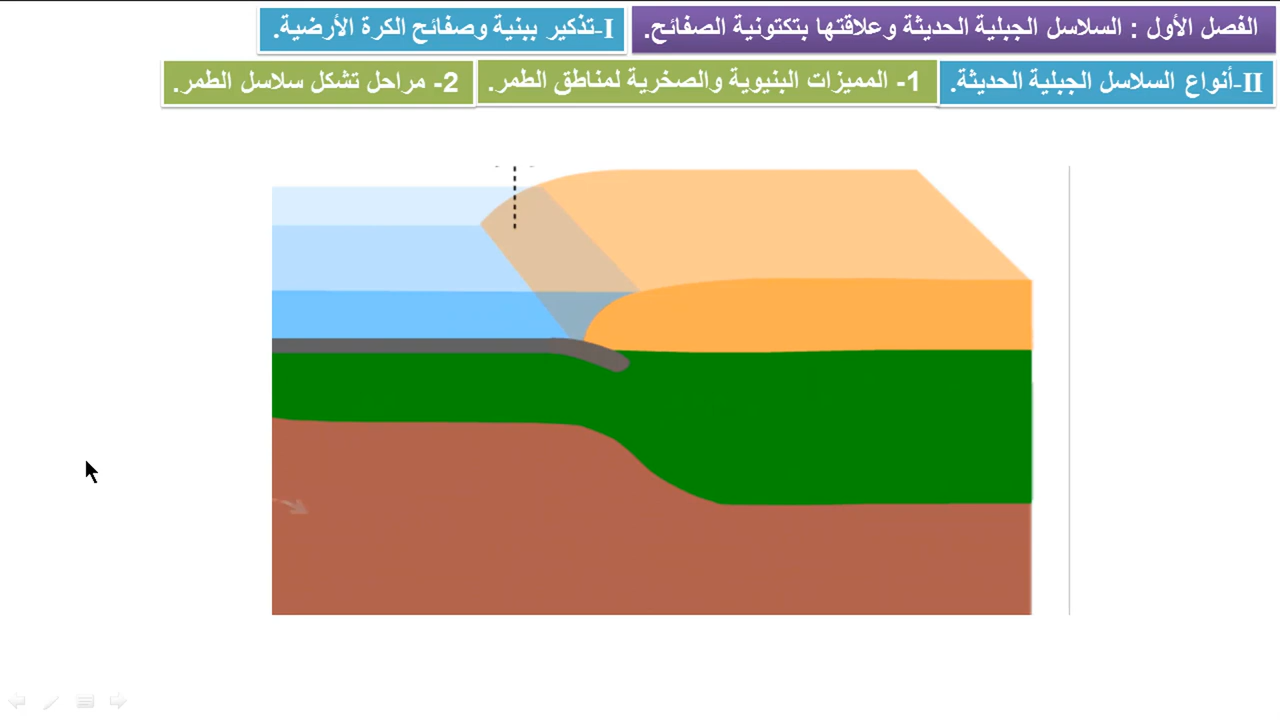 الفصل الأول : السلاسل الجبلية الحديثة وعلاقتها بتكتونية الصفائح.
I-تذكير ببنية وصفائح الكرة الأرضية.
II-أنواع السلاسل الجبلية الحديثة.
1- المميزات البنيوية والصخرية لمناطق الطمر.
2- مراحل تشكل سلاسل الطمر.